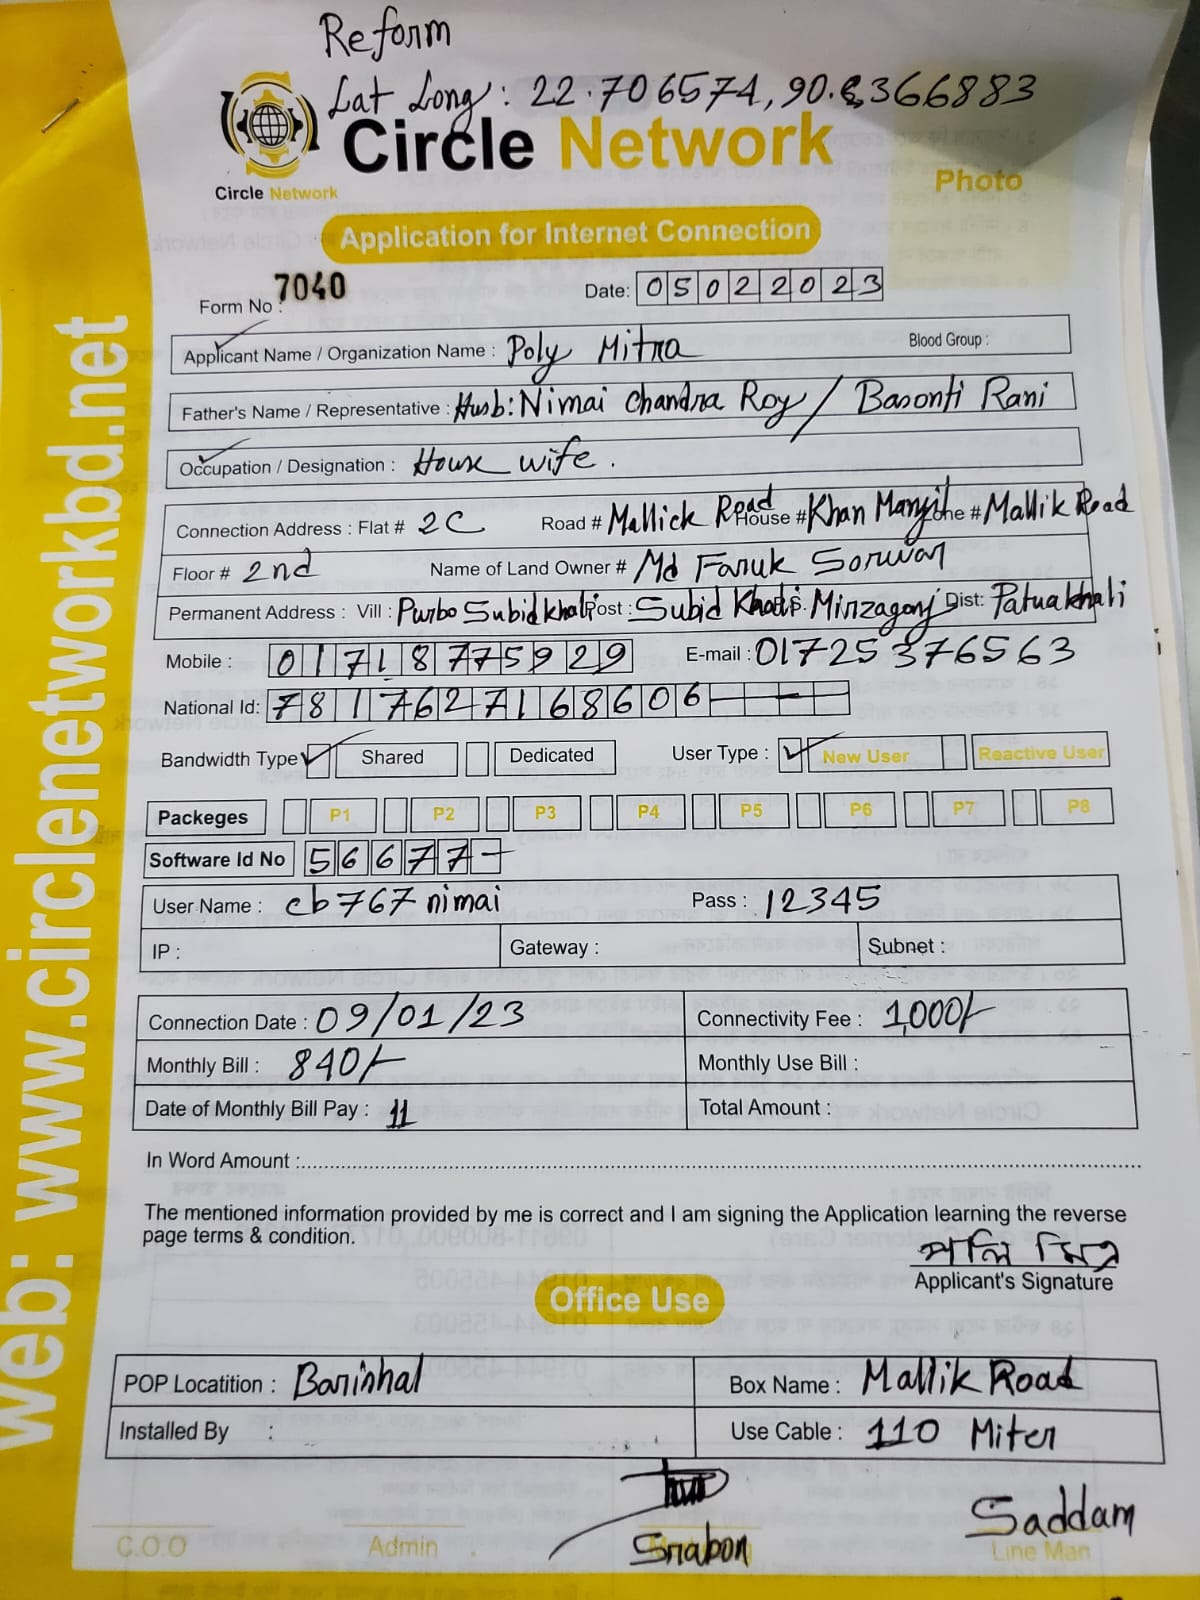 Reform
Lat Long: 22.706574, 90.366883
Circle Network
Circle Network
Photo
Application for Internet Connection
Form No : 7040
Date: 05022023
Applicant Name / Organization Name : Poly Mitra Blood Group :
Father's Name / Representative : Husb: Nimai Chandra Roy / Basonti Rani
Occupation / Designation : House wife.
Connection Address : Flat # 2C Road # Mallick Road House # Khan Manjil Zone # Mallik Road
Floor # 2nd Name of Land Owner # Md Faruk Sorwar
Permanent Address : Vill : Purbo Subidkhali Post : Subid Khali P.S. Mirzagonj Dist: Patuakhali
Mobile : 01718775929 E-mail : 01725376563
National Id: 7817627168606
Bandwidth Type Shared Dedicated User Type : New User Reactive User
Packeges P1 P2 P3 P4 P5 P6 P7 P8
Software Id No 56677-
User Name : cb767nimai Pass : 12345
IP : Gateway : Subnet :
Connection Date : 09/01/23 Connectivity Fee : 1,000/-
Monthly Bill : 840/- Monthly Use Bill :
Date of Monthly Bill Pay : 11 Total Amount :
In Word Amount :
The mentioned information provided by me is correct and I am signing the Application learning the reverse
page terms & condition.
পলি মিত্র
Applicant's Signature
Office Use
POP Locatition : Barishal Box Name : Mallik Road
Installed By : Use Cable : 110 Miter
Srabon Saddam
C.O.O Admin Line Man
web: www.circlenetworkbd.net